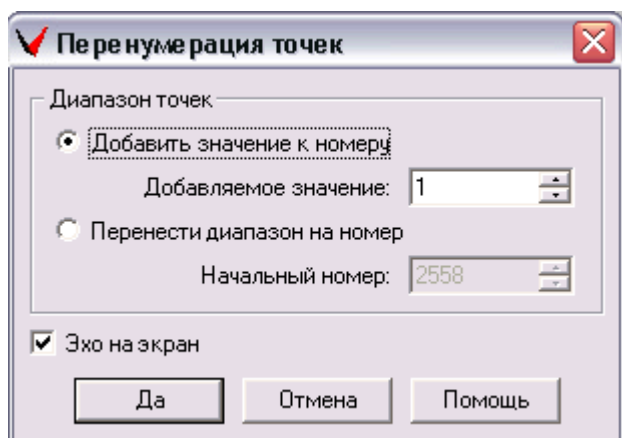 Перенумерация точек
Диапазон точек
Добавить значение к номеру
Добавляемое значение: 1
Перенести диапазон на номер
Начальный номер: 2558
Эхо на экран
Да Отмена Помощь